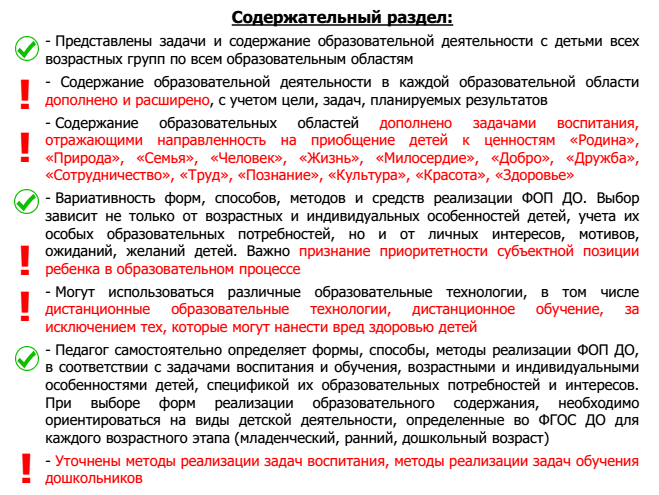 Содержательный раздел:
- Представлены задачи и содержание образовательной деятельности с детьми всех
возрастных групп по всем образовательным областям
- Содержание образовательной деятельности в каждой образовательной области
дополнено и расширено, с учетом цели, задач, планируемых результатов
- Содержание образовательных областей дополнено задачами воспитания,
отражающими направленность на приобщение детей к ценностям «Родина»,
«Природа», «Семья», «Человек», «Жизнь», «Милосердие», «Добро», «Дружба»,
«Сотрудничество», «Труд», «Познание», «Культура», «Красота», «Здоровье»
- Вариативность форм, способов, методов и средств реализации ФОП ДО. Выбор
зависит не только от возрастных и индивидуальных особенностей детей, учета их
особых образовательных потребностей, но и от личных интересов, мотивов,
ожиданий, желаний детей. Важно признание приоритетности субъектной позиции
ребенка в образовательном процессе
- Могут использоваться различные образовательные технологии, в том числе
дистанционные образовательные технологии, дистанционное обучение, за
исключением тех, которые могут нанести вред здоровью детей
- Педагог самостоятельно определяет формы, способы, методы реализации ФОП ДО,
в соответствии с задачами воспитания и обучения, возрастными и индивидуальными
особенностями детей, спецификой их образовательных потребностей и интересов.
При выборе форм реализации образовательного содержания, необходимо
ориентироваться на виды детской деятельности, определенные во ФГОС ДО для
каждого возрастного этапа (младенческий, ранний, дошкольный возраст)
- Уточнены методы реализации задач воспитания, методы реализации задач обучения
дошкольников